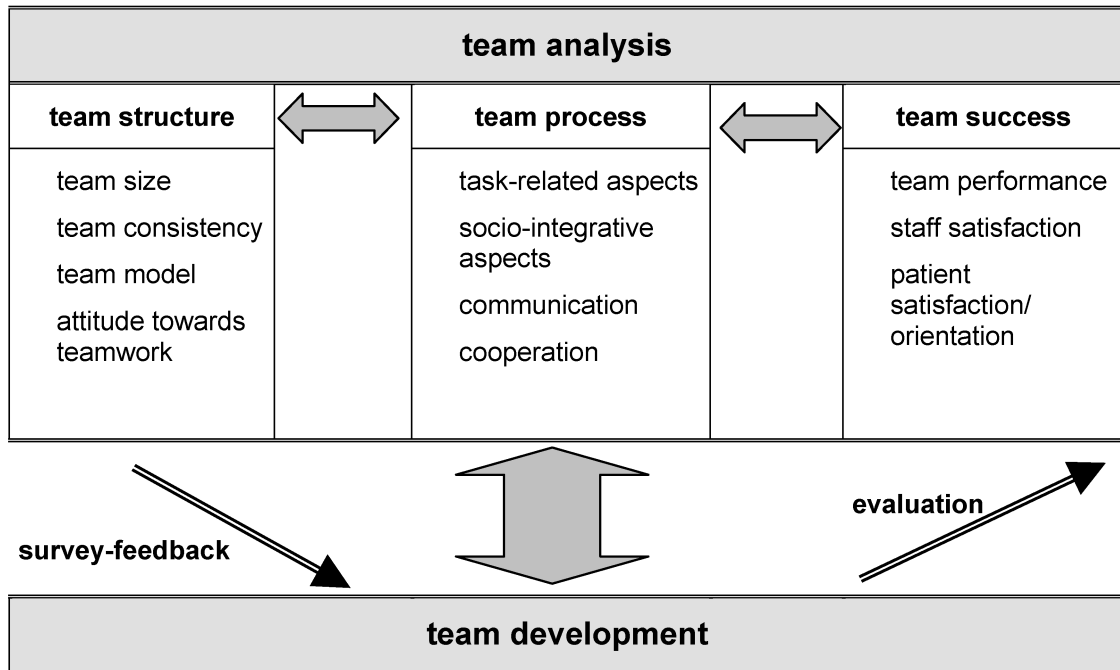 team analysis
team structure
team process
team success
team size
team consistency
team model
attitude towards
teamwork
task-related aspects
socio-integrative
aspects
communication
cooperation
team performance
staff satisfaction
patient
satisfaction/
orientation
survey-feedback
evaluation
team development